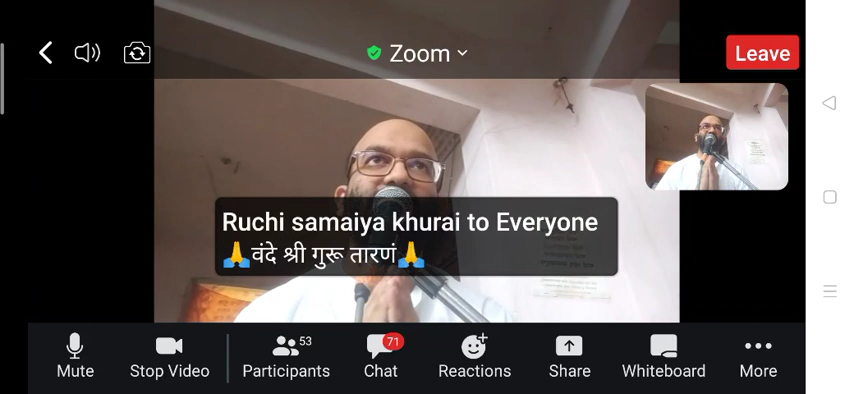 Zoom
Leave
Ruchi samaiya khurai to Everyone
🙏वंदे श्री गुरू तारणं🙏
53
71
Mute
Stop Video
Participants
Chat
Reactions
Share
Whiteboard
More